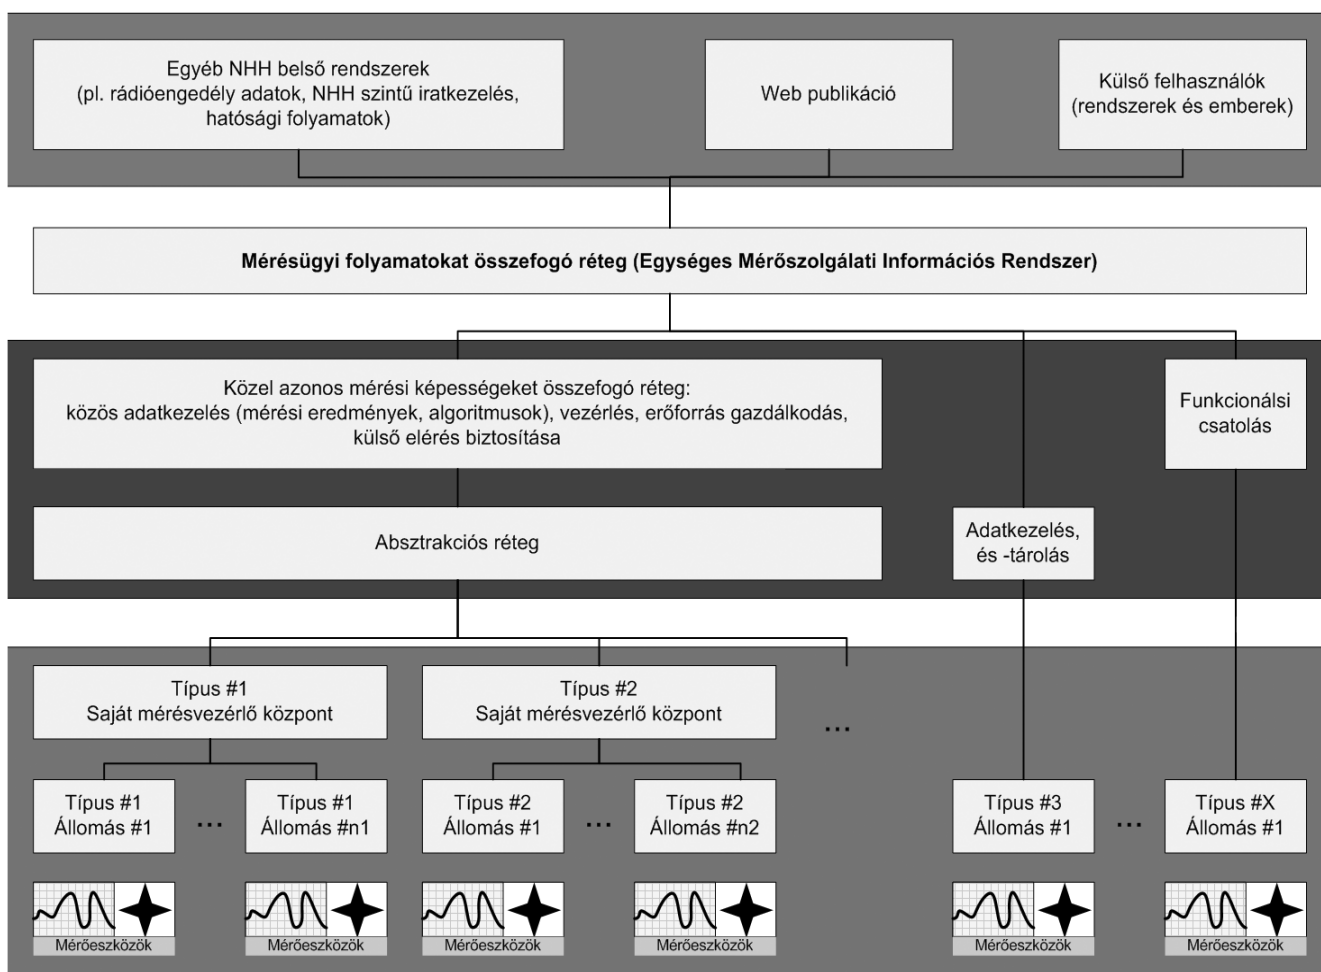 Egyéb NHH belső rendszerek
(pl. rádióengedély adatok, NHH szintű iratkezelés,
hatósági folyamatok)
Web publikáció
Külső felhasználók
(rendszerek és emberek)
Mérésügyi folyamatokat összefogó réteg (Egységes Mérőszolgálati Információs Rendszer)
Közel azonos mérési képességeket összefogó réteg:
közös adatkezelés (mérési eredmények, algoritmusok), vezérlés, erőforrás gazdálkodás,
külső elérés biztosítása
Funkcionálsi
csatolás
Absztrakciós réteg
Adatkezelés,
és -tárolás
Típus #1
Saját mérésvezérlő központ
Típus #2
Saját mérésvezérlő központ
...
Típus #1
Állomás #1
...
Típus #1
Állomás #n1
Típus #2
Állomás #1
...
Típus #2
Állomás #n2
Típus #3
Állomás #1
...
Típus #X
Állomás #1
Mérőeszközök
Mérőeszközök
Mérőeszközök
Mérőeszközök
Mérőeszközök
Mérőeszközök